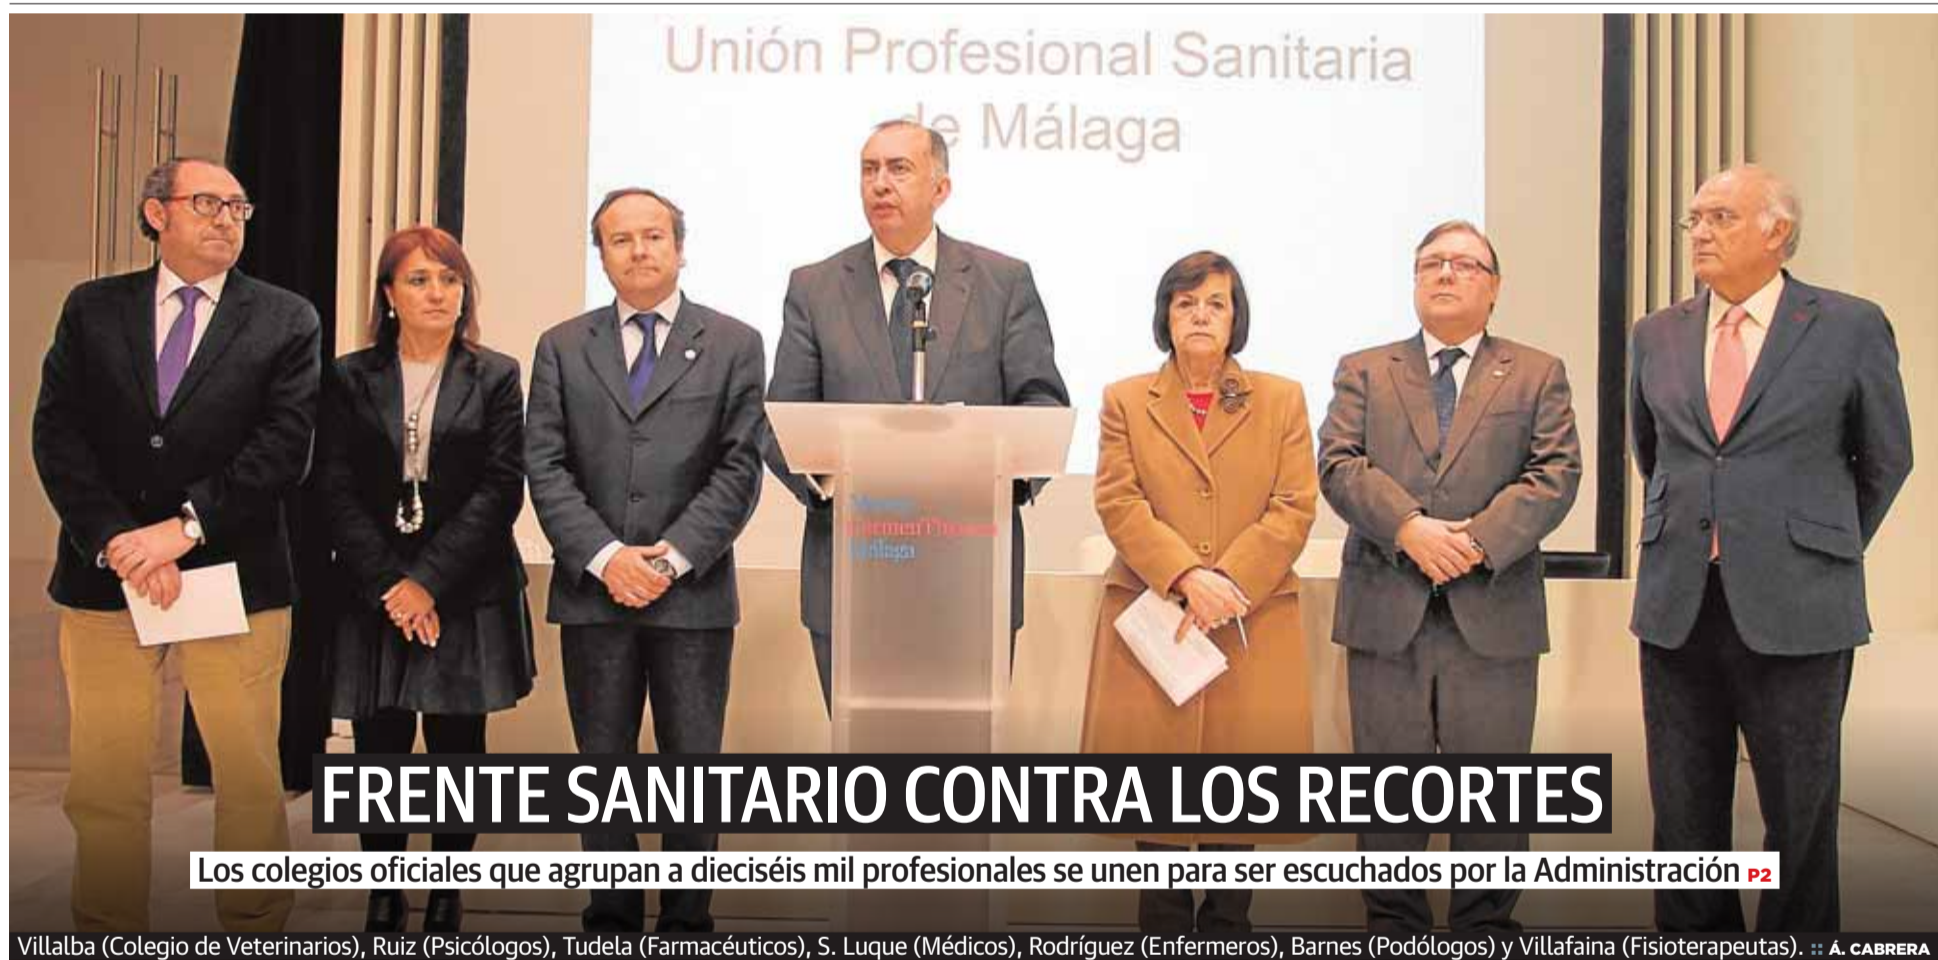 Unión Profesional Sanitaria
de Málaga
Málaga
FRENTE SANITARIO CONTRA LOS RECORTES
Los colegios oficiales que agrupan a dieciséis mil profesionales se unen para ser escuchados por la Administración P2
Villalba (Colegio de Veterinarios), Ruiz (Psicólogos), Tudela (Farmacéuticos), S. Luque (Médicos), Rodríguez (Enfermeros), Barnes (Podólogos) y Villafaina (Fisioterapeutas). :: Á. CABRERA